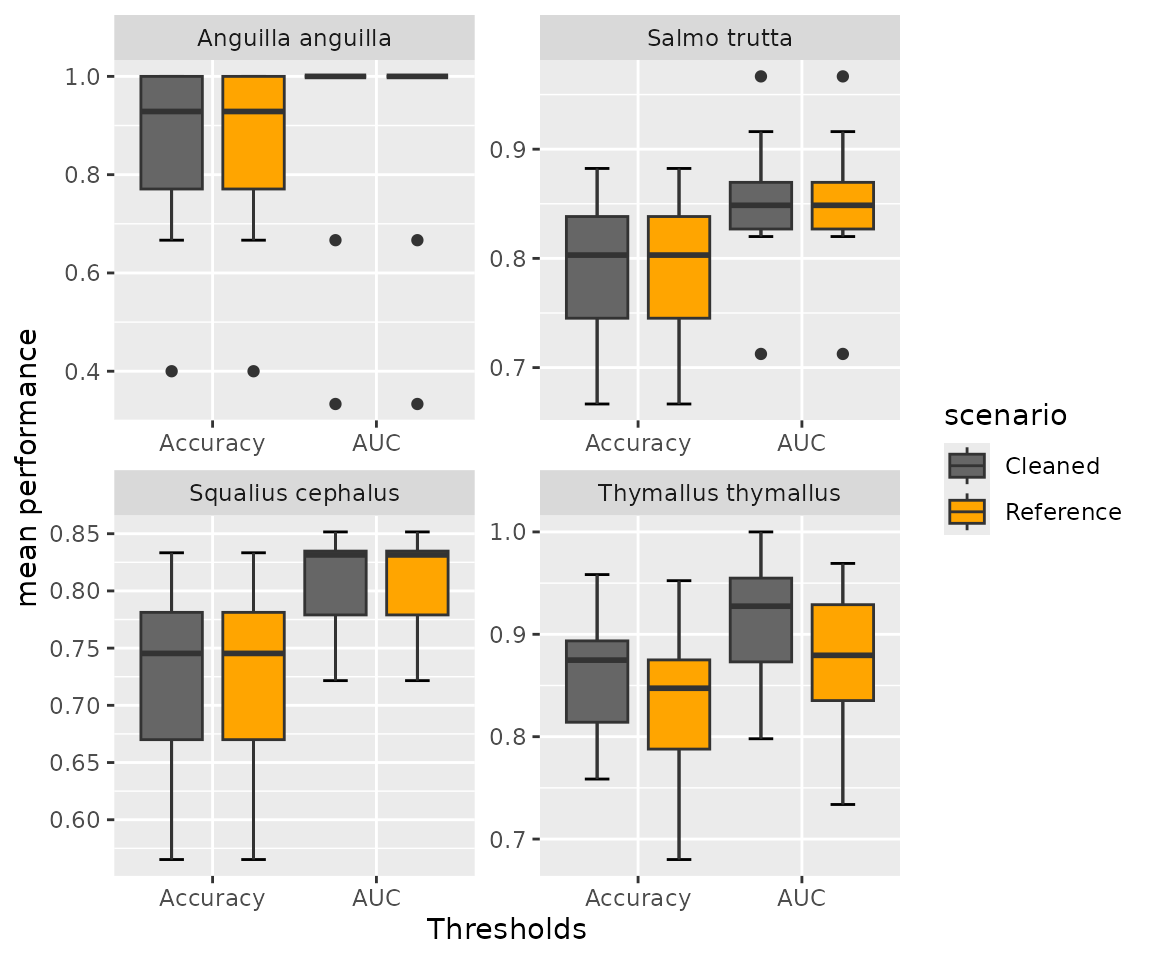 Anguilla anguilla
Salmo trutta
1.0
0.8
0.6
0.4
0.9
0.8
0.7
Accuracy
AUC
Accuracy
AUC
Squalius cephalus
Thymallus thymallus
0.85
0.80
0.75
0.70
0.65
0.60
1.0
0.9
0.8
0.7
Accuracy
AUC
Accuracy
AUC
Thresholds
mean performance
scenario
Cleaned
Reference